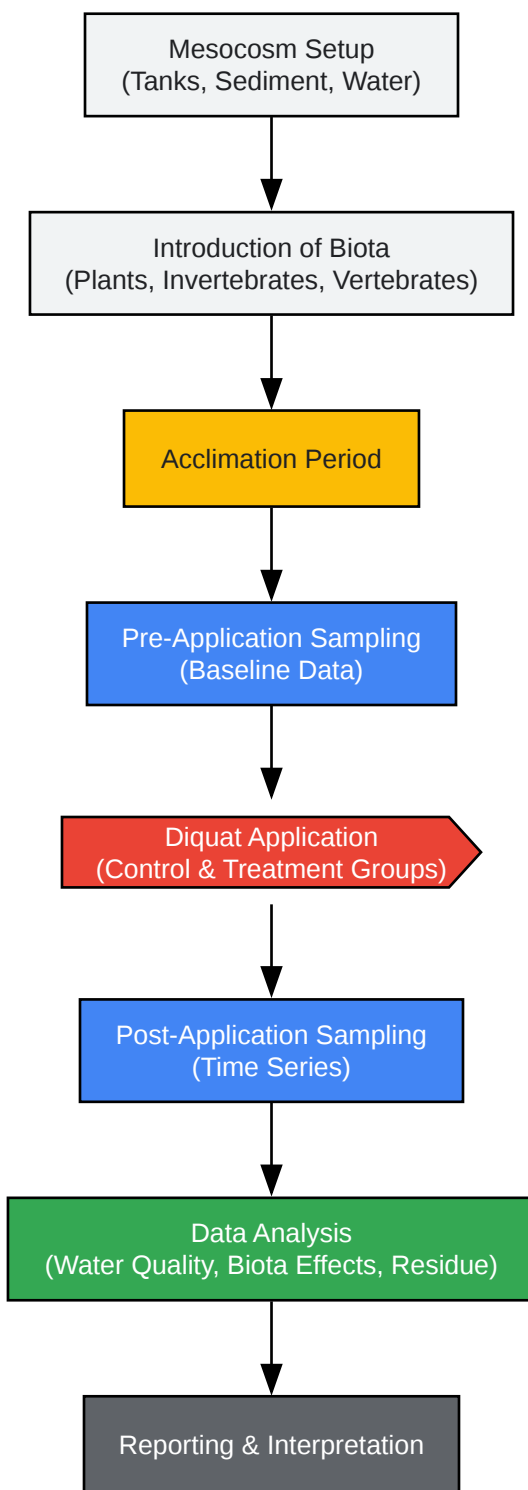 Mesocosm Setup
(Tanks, Sediment, Water)
Introduction of Biota
(Plants, Invertebrates, Vertebrates)
Acclimation Period
Pre-Application Sampling
(Baseline Data)
Diquat Application
(Control & Treatment Groups)
Post-Application Sampling
(Time Series)
Data Analysis
(Water Quality, Biota Effects, Residue)
Reporting & Interpretation